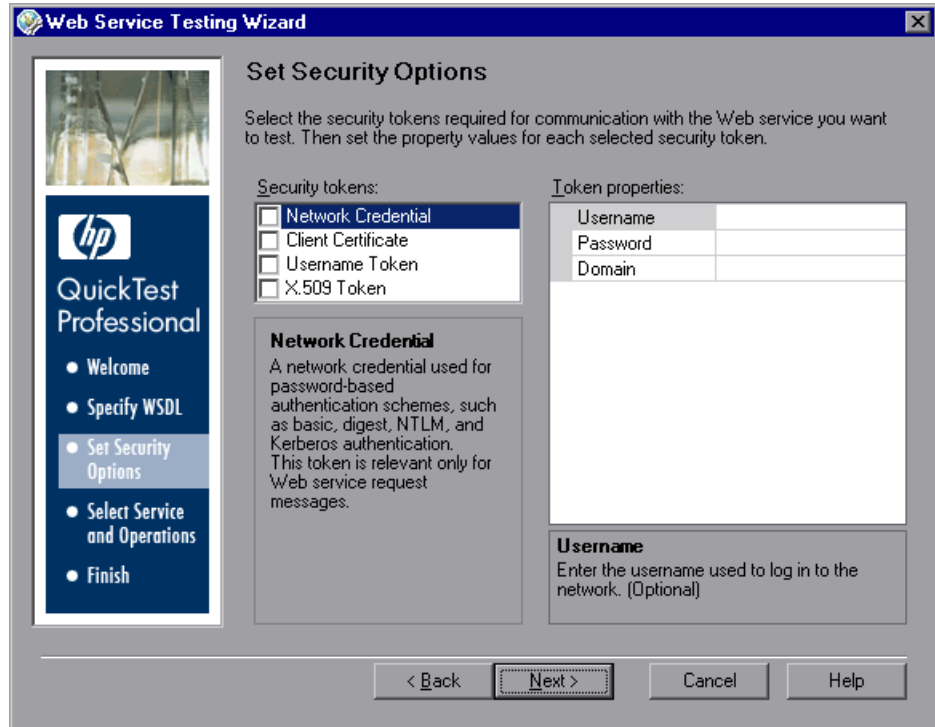 Web Service Testing Wizard
Set Security Options
Select the security tokens required for communication with the Web service you want
to test. Then set the property values for each selected security token.
Security tokens:
Network Credential
Client Certificate
Username Token
X.509 Token
Network Credential
A network credential used for
password-based
authentication schemes, such
as basic, digest, NTLM, and
Kerberos authentication.
This token is relevant only for
Web service request
messages.
Token properties:
Username
Password
Domain
Username
Enter the username used to log in to the
network. (Optional)
hp
QuickTest
Professional
Welcome
Specify WSDL
Set Security
Options
Select Service
and Operations
Finish
< Back
Next >
Cancel
Help